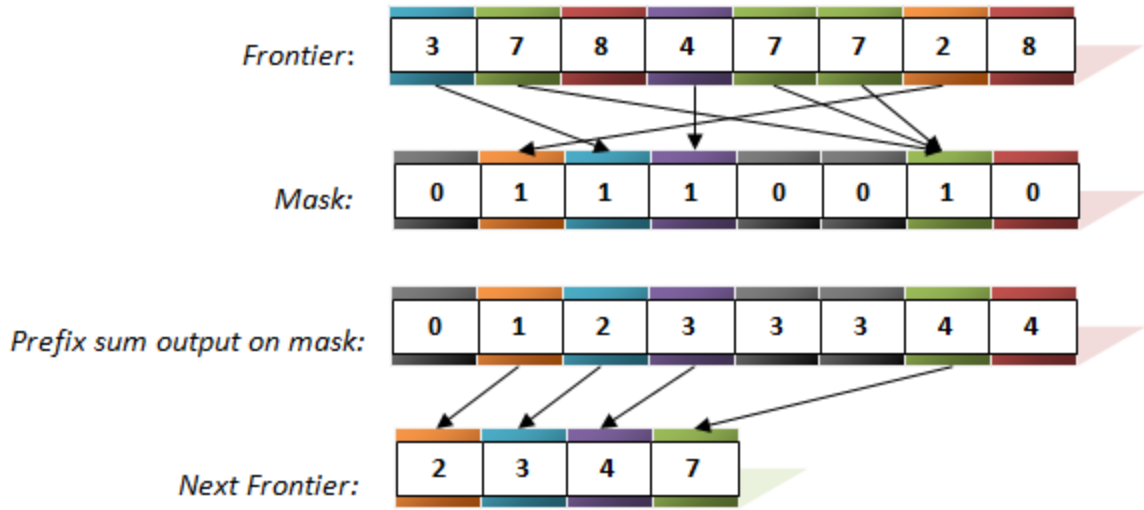 Frontier: 3 7 8 4 7 7 2 8
Mask: 0 1 1 1 0 0 1 0
Prefix sum output on mask: 0 1 2 3 3 3 4 4
Next Frontier: 2 3 4 7